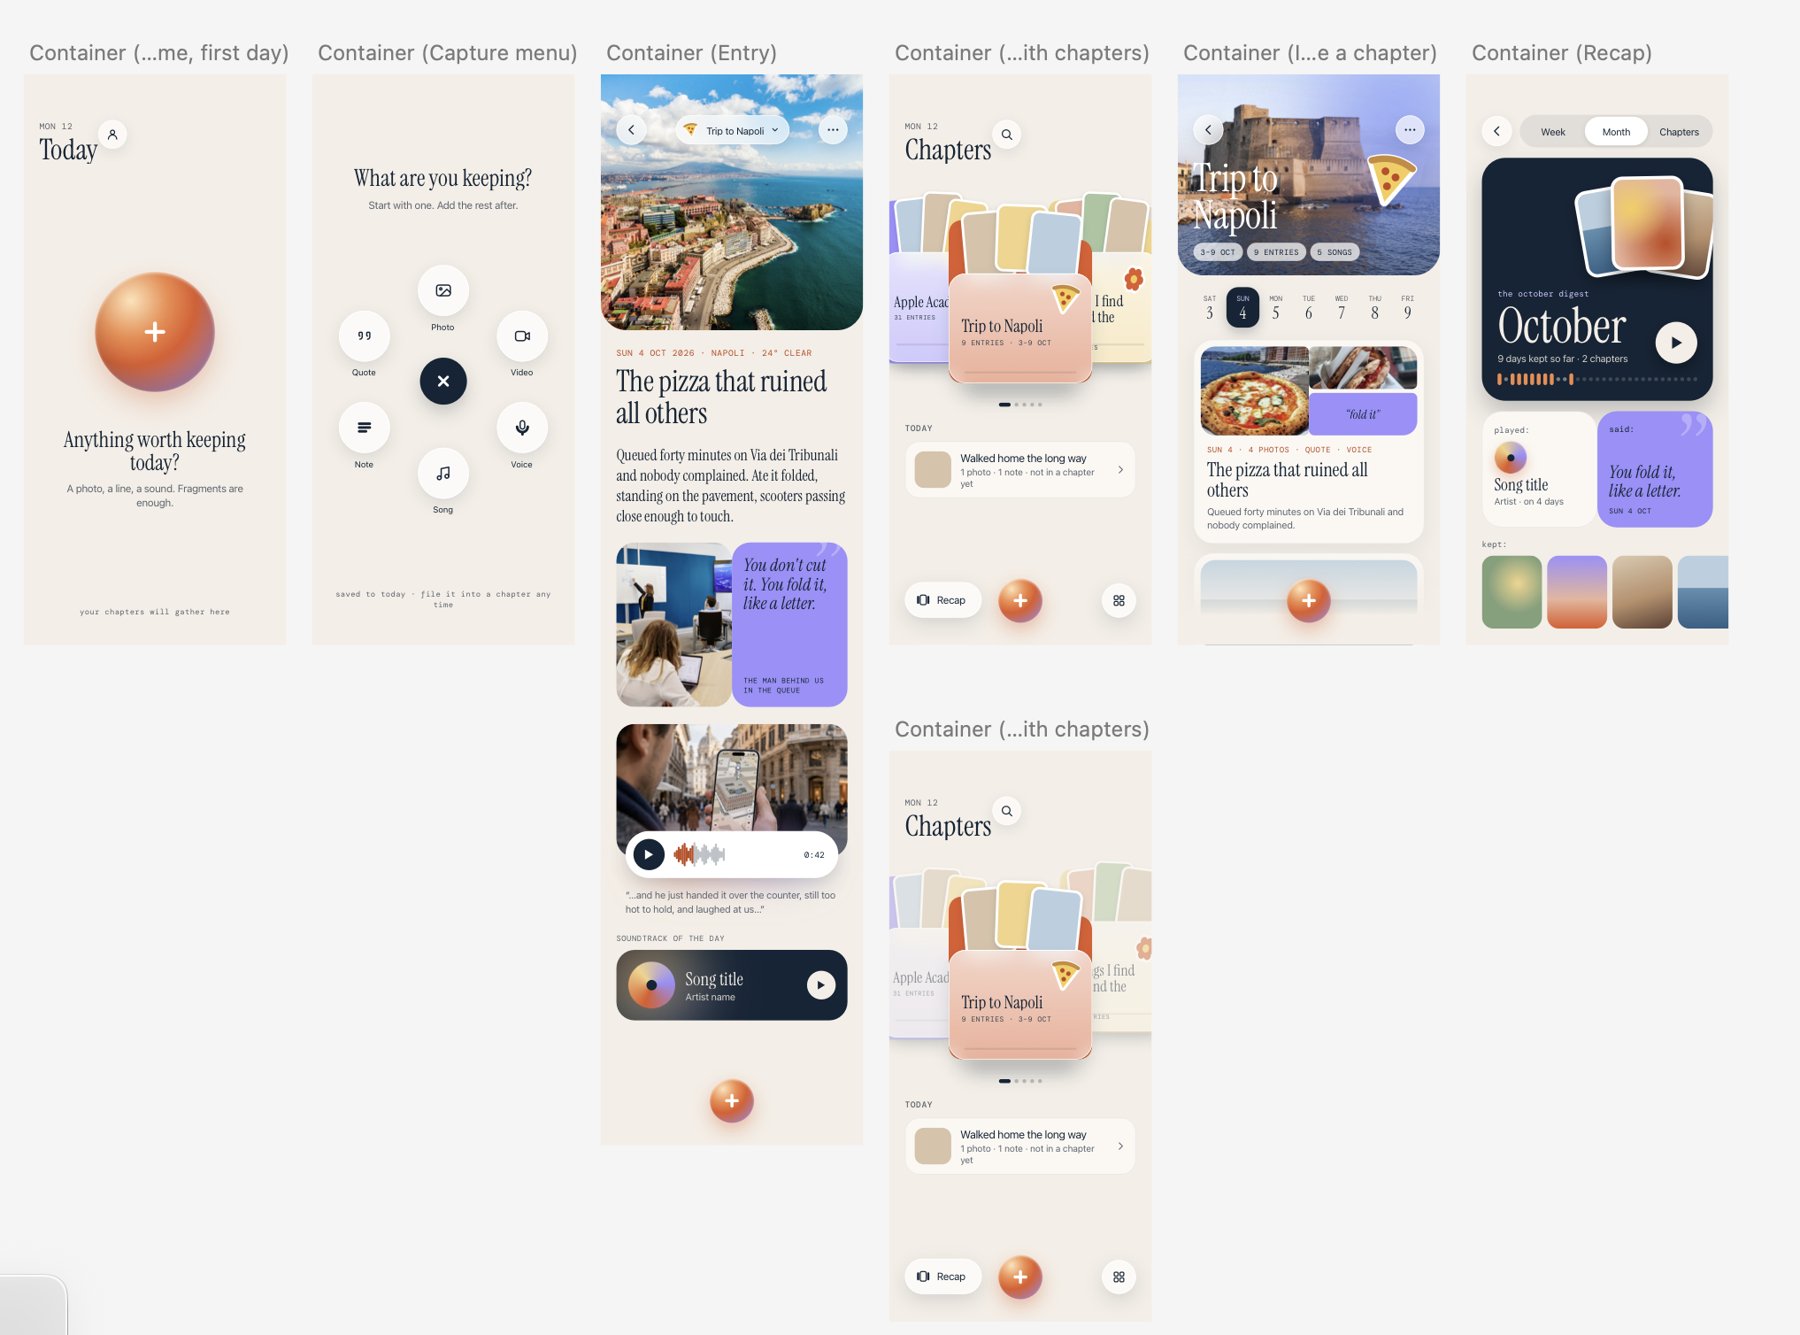 Container (...me, first day)
MON 12
Today
Anything worth keeping
today?
A photo, a line, a sound. Fragments are
enough.
your chapters will gather here
Container (Capture menu)
What are you keeping?
Start with one. Add the rest after.
Photo
Quote
Video
Note
Voice
Song
saved to today · file it into a chapter any
time
Container (Entry)
Trip to Napoli
SUN 4 OCT 2026 · NAPOLI · 24° CLEAR
The pizza that ruined
all others
Queued forty minutes on Via dei Tribunali
and nobody complained. Ate it folded,
standing on the pavement, scooters passing
close enough to touch.
You don't cut
it. You fold it,
like a letter.
THE MAN BEHIND US
IN THE QUEUE
0:42
"...and he just handed it over the counter, still too
hot to hold, and laughed at us..."
SOUNDTRACK OF THE DAY
Song title
Artist name
Container (...ith chapters)
MON 12
Chapters
Apple Acad
31 ENTRIES
Trip to Napoli
9 ENTRIES · 3–9 OCT
I find
d the
ES
TODAY
Walked home the long way
1 photo · 1 note · not in a chapter
yet
Recap
Container (I...e a chapter)
Trip to
Napoli
3–9 OCT
9 ENTRIES
5 SONGS
SAT SUN MON TUE WED THU FRI
3 4 5 6 7 8 9
"fold it"
SUN 4 · 4 PHOTOS · QUOTE · VOICE
The pizza that ruined all
others
Queued forty minutes on Via dei Tribunali and
nobody complained.
Container (Recap)
Week
Month
Chapters
the october digest
October
9 days kept so far · 2 chapters
played:
Song title
Artist · on 4 days
said:
You fold it,
like a letter.
SUN 4 OCT
kept:
Container (...ith chapters)
MON 12
Chapters
Apple Acad
31 ENTRIES
Trip to Napoli
9 ENTRIES · 3–9 OCT
gs I find
nd the
RIES
TODAY
Walked home the long way
1 photo · 1 note · not in a chapter
yet
Recap